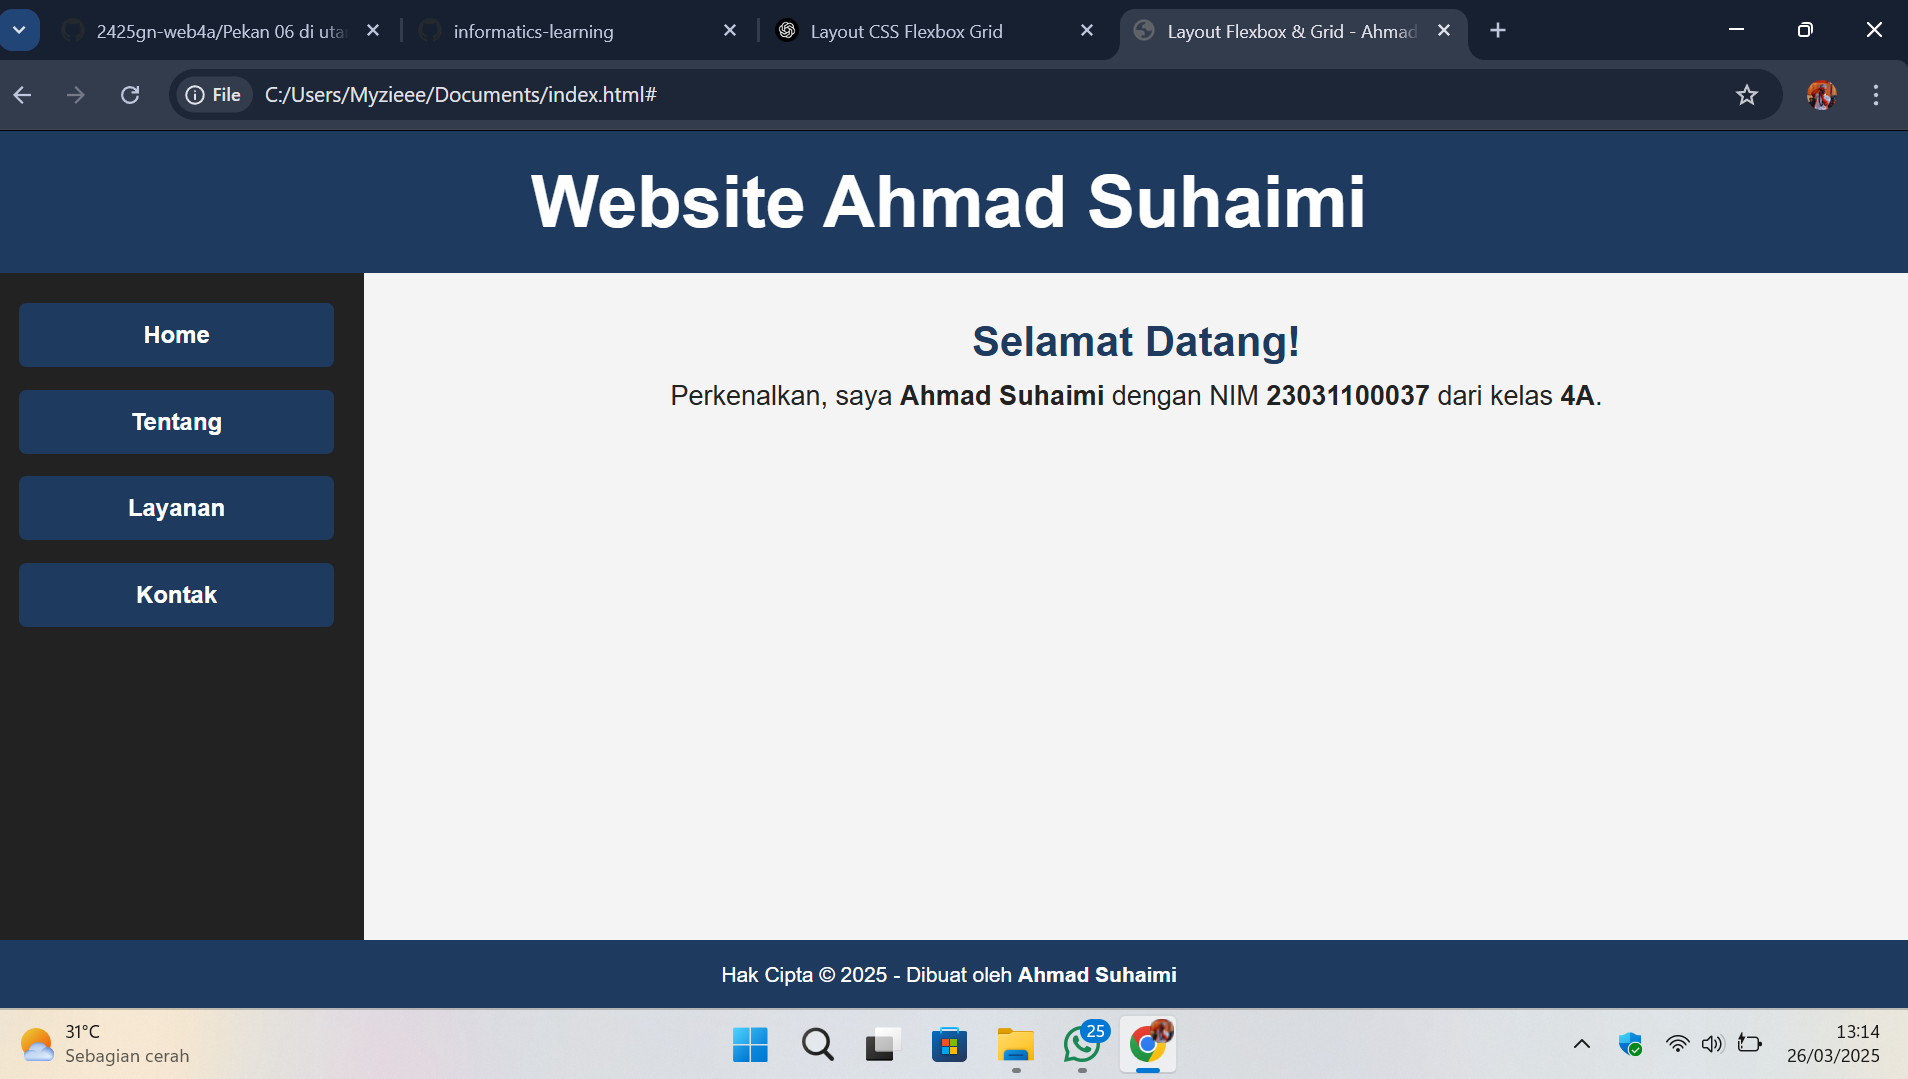 2425gn-web4a/Pekan 06 di uta
informatics-learning
Layout CSS Flexbox Grid
Layout Flexbox & Grid - Ahmad
File
C:/Users/Myzieee/Documents/index.html#
Website Ahmad Suhaimi
Home
Tentang
Layanan
Kontak
Selamat Datang!
Perkenalkan, saya Ahmad Suhaimi dengan NIM 23031100037 dari kelas 4A.
Hak Cipta © 2025 - Dibuat oleh Ahmad Suhaimi
31°C
Sebagian cerah
25
13:14
26/03/2025